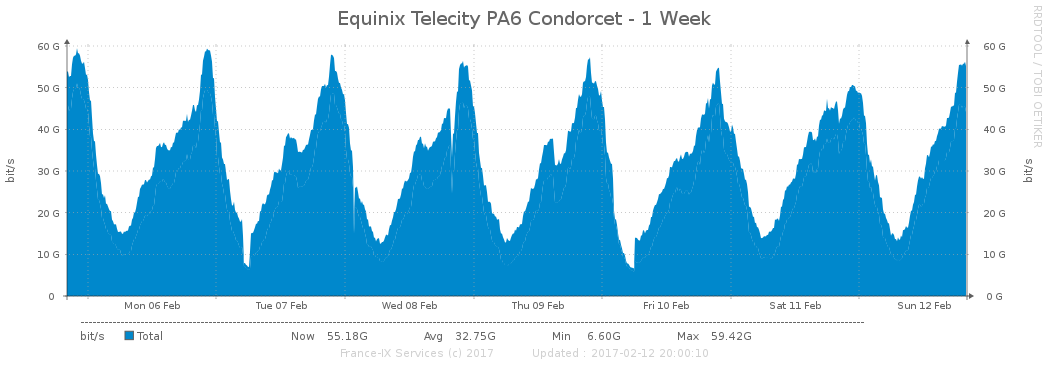 Equinix Telecity PA6 Condorcet - 1 Week
RRDTOOL / TOBI OETIKER
60 G 60 G
50 G 50 G
40 G 40 G
30 G 30 G
20 G 20 G
10 G 10 G
0 0 G
bit/s
bit/s
Mon 06 Feb Tue 07 Feb Wed 08 Feb Thu 09 Feb Fri 10 Feb Sat 11 Feb Sun 12 Feb
bit/s Total Now 55.18G Avg 32.75G Min 6.60G Max 59.42G
France-IX Services (c) 2017 Updated : 2017-02-12 20:00:10